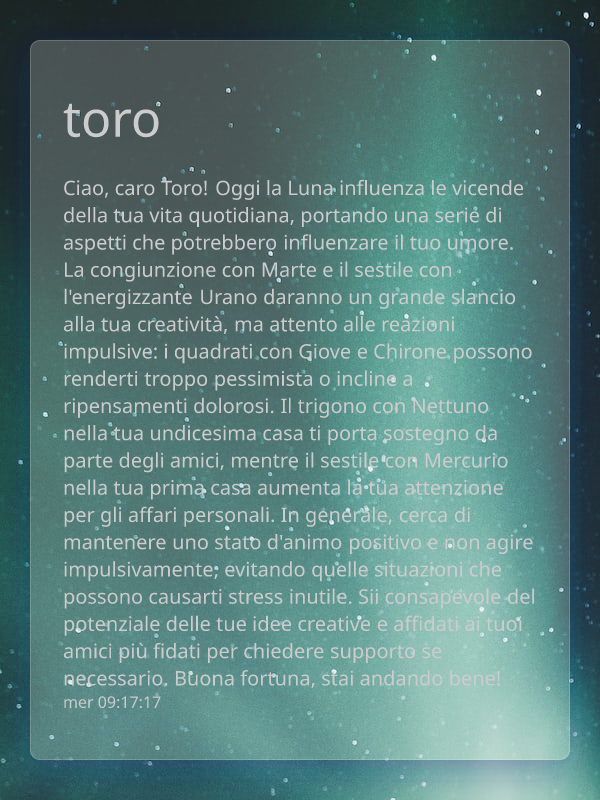 toro
Ciao, caro Toro! Oggi la Luna influenza le vicende
della tua vita quotidiana, portando una serie di
aspetti che potrebbero influenzare il tuo umore.
La congiunzione con Marte e il sestile con
l'energizzante Urano daranno un grande slancio
alla tua creatività, ma attento alle reazioni
impulsive: i quadrati con Giove e Chirone possono
renderti troppo pessimista o incline a
ripensamenti dolorosi. Il trigono con Nettuno
nella tua undicesima casa ti porta sostegno da
parte degli amici, mentre il sestile con Mercurio
nella tua prima casa aumenta la tua attenzione
per gli affari personali. In generale, cerca di
mantenere uno stato d'animo positivo e non agire
impulsivamente; evitando quelle situazioni che
possono causarti stress inutile. Sii consapevole del
potenziale delle tue idee creative e affidati ai tuoi
amici più fidati per chiedere supporto se
necessario. Buona fortuna, stai andando bene!
mer 09:17:17